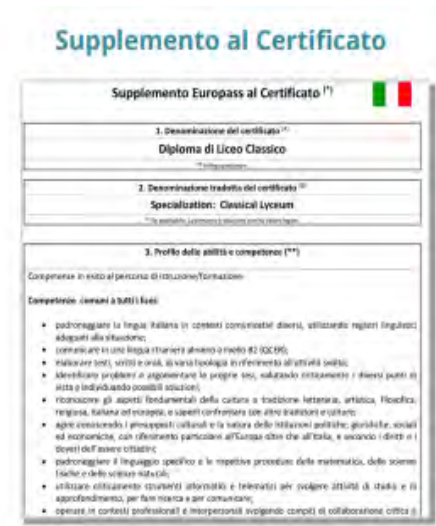 Supplemento al Certificato
Supplemento Europass al Certificato (*)
1. Denominazione del certificato
Diploma di Liceo Classico
2. Denominazione tradotta del certificato
Specialization: Classical Lyceum
3. Profilo delle abilità e competenze (**)
Competenze in esito al percorso di istruzione/formazione
Competenze comuni a tutti i licei:
• padroneggiare la lingua italiana in contesti comunicativi diversi, utilizzando registri linguistici
adeguati alla situazione;
• comunicare in una lingua straniera almeno a livello B2 (QCER);
• elaborare testi, scritti e orali, di varia tipologia in riferimento all'attività svolta;
• identificare problemi e argomentare le proprie tesi, valutando criticamente i diversi punti di
vista e individuando possibili soluzioni;
• riconoscere gli aspetti fondamentali della cultura e tradizione letteraria, artistica, filosofica,
religiosa, italiana ed europea, e saperli confrontare con altre tradizioni e culture;
• agire conoscendo i presupposti culturali e la natura delle istituzioni politiche, giuridiche, sociali
ed economiche, con riferimento particolare all'Europa oltre che all'Italia, e secondo i diritti e i
doveri dell'essere cittadini;
• padroneggiare il linguaggio specifico e le rispettive procedure della matematica, delle scienze
fisiche e delle scienze naturali;
• utilizzare criticamente strumenti informatici e telematici per svolgere attività di studio e di
approfondimento, per fare ricerca e per comunicare;
• operare in contesti professionali e interpersonali svolgendo compiti di collaborazione critica e